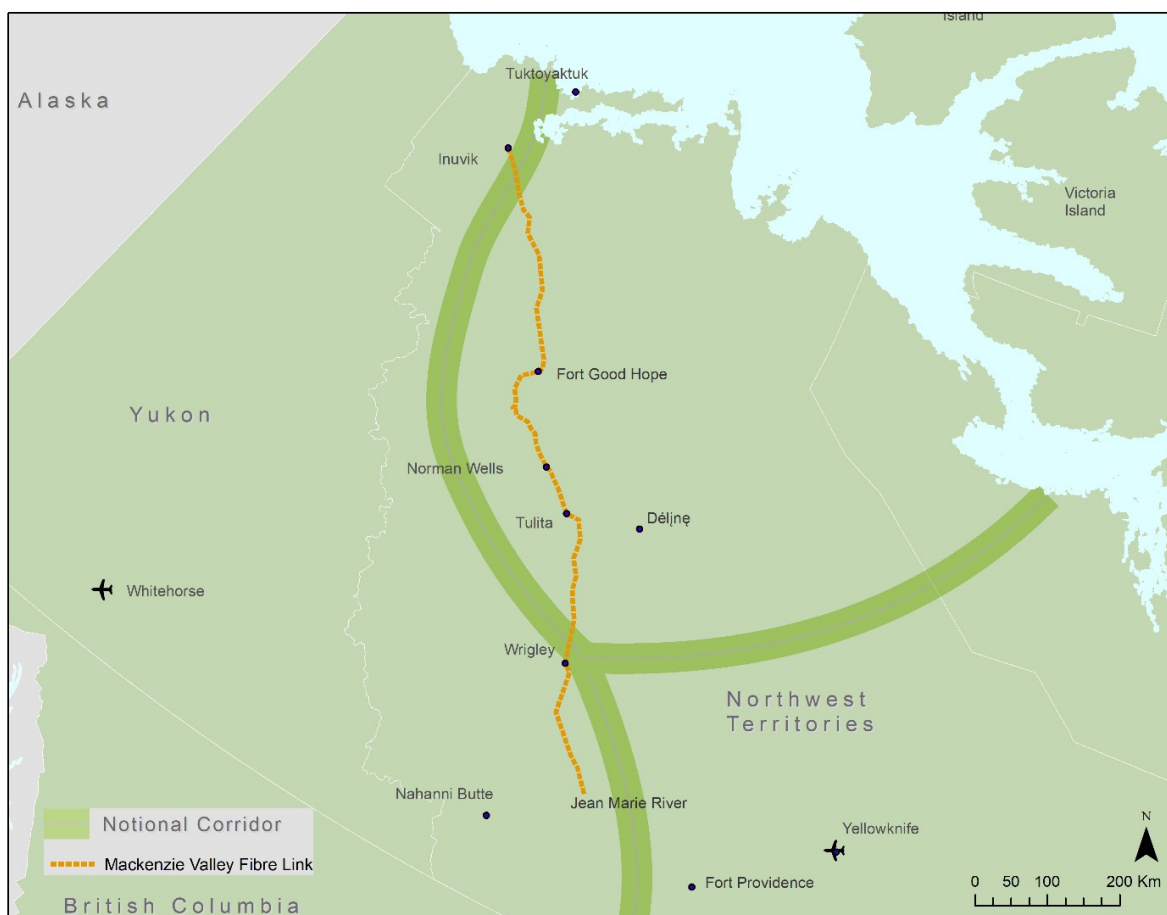 Island
Tuktoyaktuk
Alaska
Inuvik
Victoria
Island
Fort Good Hope
Yukon
Norman Wells
Tulita
Délı̨nę
Whitehorse
Wrigley
Northwest
Territories
Nahanni Butte
Jean Marie River
Notional Corridor
Yellowknife
N
Mackenzie Valley Fibre Link
Fort Providence
0 50 100 200 Km
British Columbia